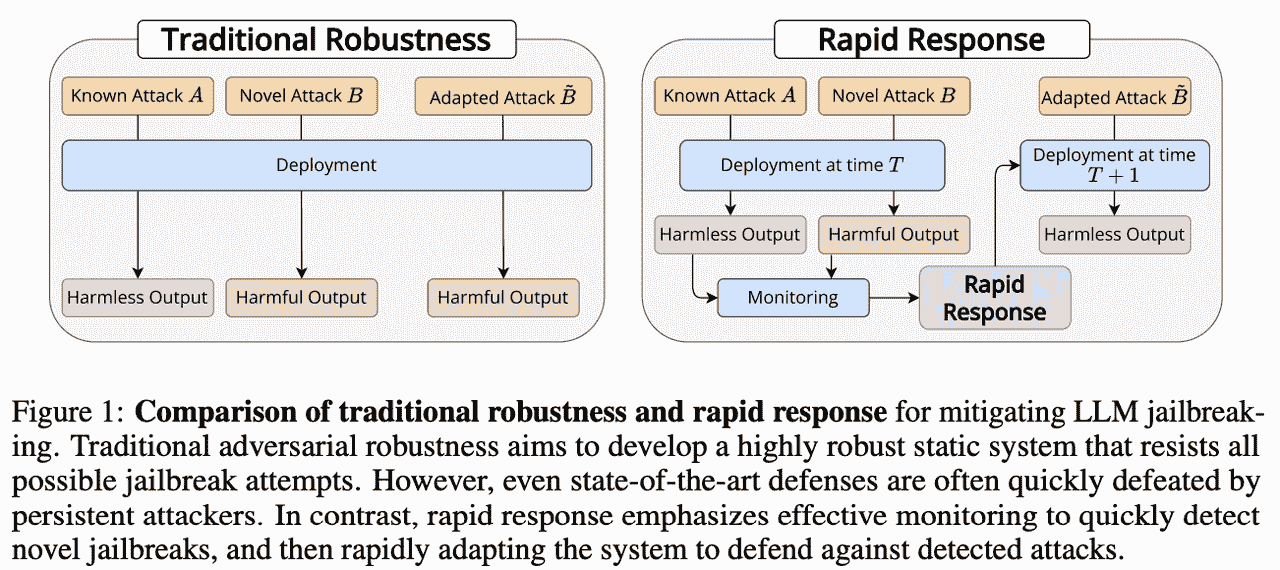 Traditional Robustness
Known Attack A
Novel Attack B
Adapted Attack B̃
Deployment
Harmless Output
Harmful Output
Harmful Output
Rapid Response
Known Attack A
Novel Attack B
Adapted Attack B̃
Deployment at time T
Deployment at time
T + 1
Harmless Output
Harmful Output
Harmless Output
Monitoring
Rapid
Response
Figure 1: Comparison of traditional robustness and rapid response for mitigating LLM jailbreak-
ing. Traditional adversarial robustness aims to develop a highly robust static system that resists all
possible jailbreak attempts. However, even state-of-the-art defenses are often quickly defeated by
persistent attackers. In contrast, rapid response emphasizes effective monitoring to quickly detect
novel jailbreaks, and then rapidly adapting the system to defend against detected attacks.